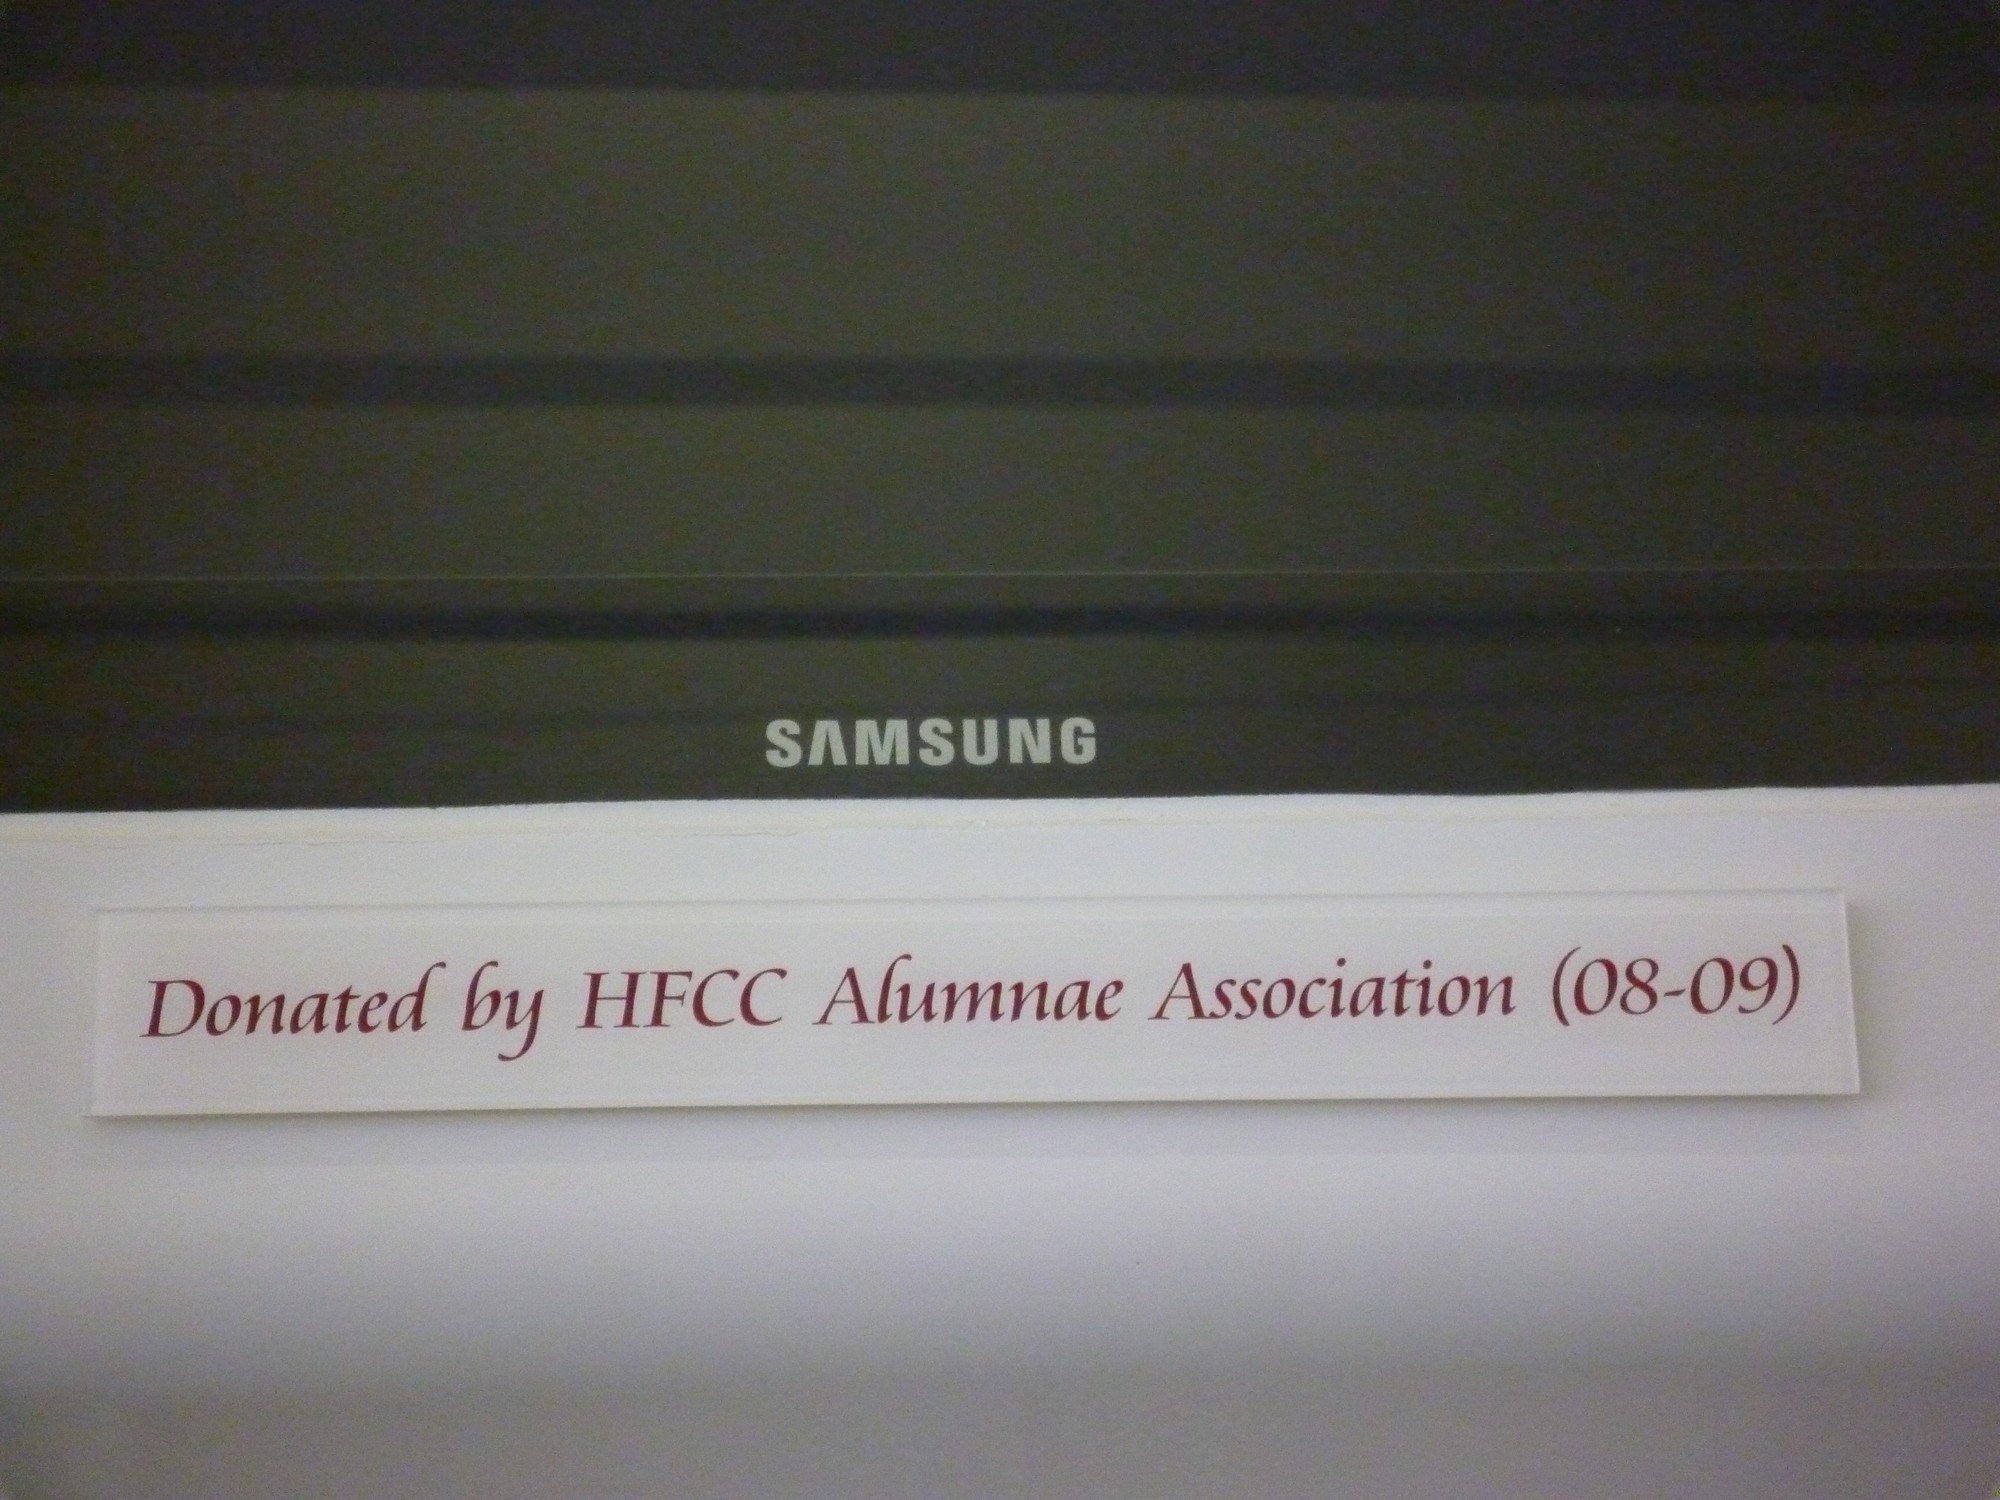 SAMSUNG
Donated by HFCC Alumnae Association (08-09)